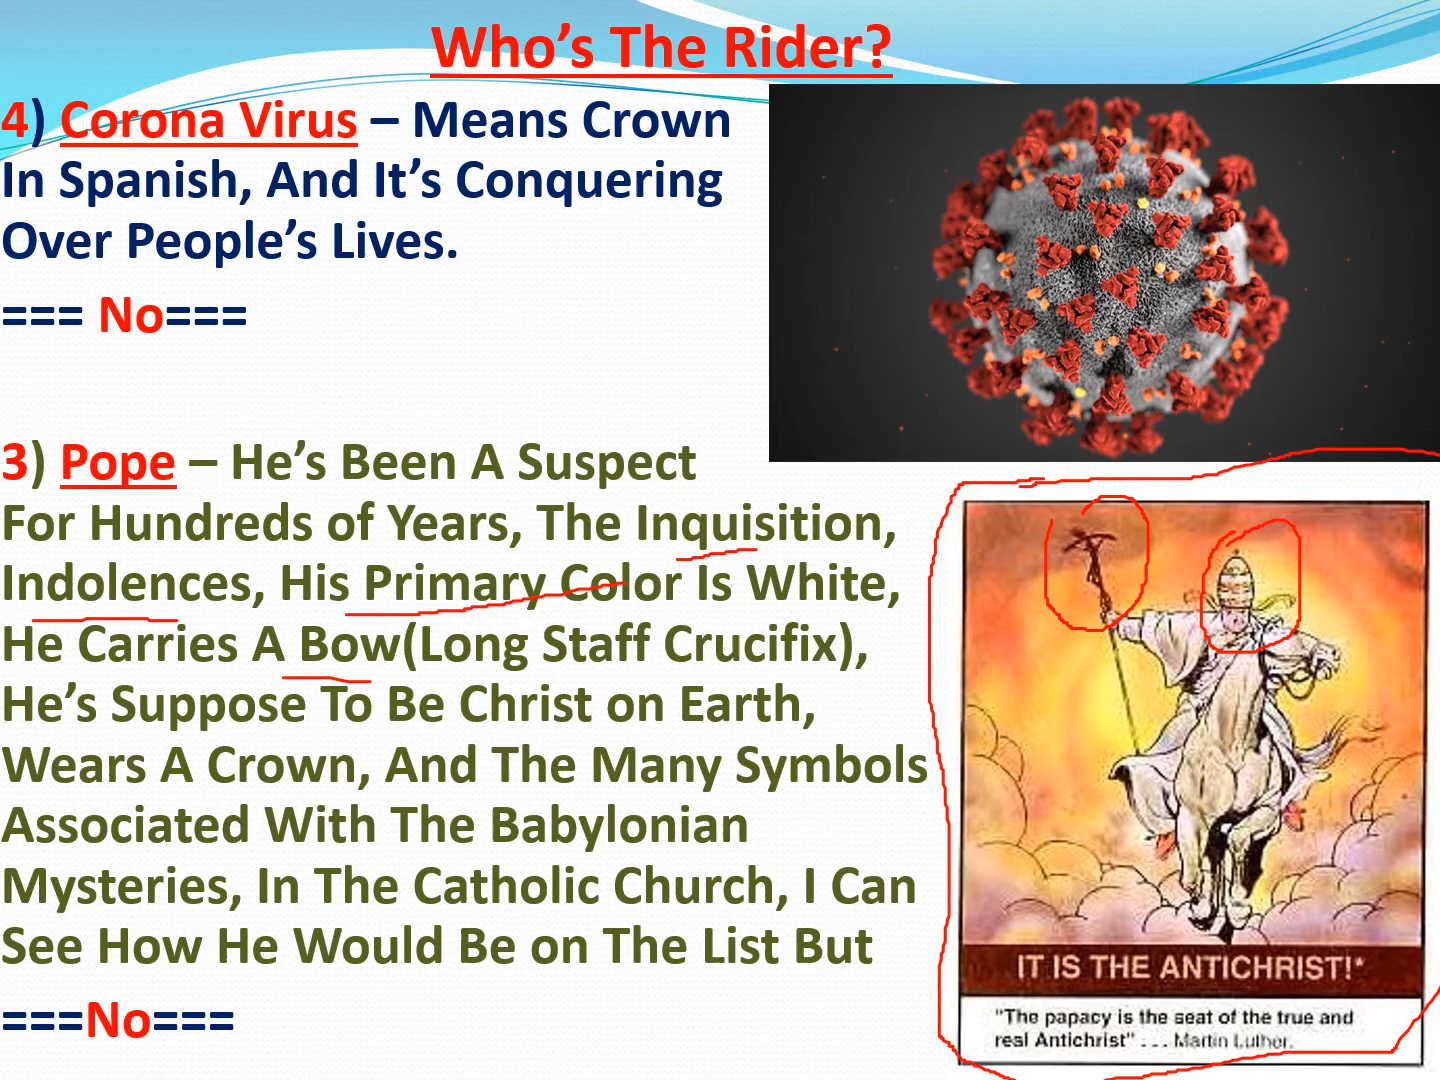 Who's The Rider?
4) Corona Virus – Means Crown
In Spanish, And It's Conquering
Over People's Lives.
=== No===
3) Pope – He's Been A Suspect
For Hundreds of Years, The Inquisition,
Indolences, His Primary Color Is White,
He Carries A Bow(Long Staff Crucifix),
He's Suppose To Be Christ on Earth,
Wears A Crown, And The Many Symbols
Associated With The Babylonian
Mysteries, In The Catholic Church, I Can
See How He Would Be on The List But
===No===
IT IS THE ANTICHRIST!*
"The papacy is the seat of the true and
real Antichrist" . . . Martin Luther.